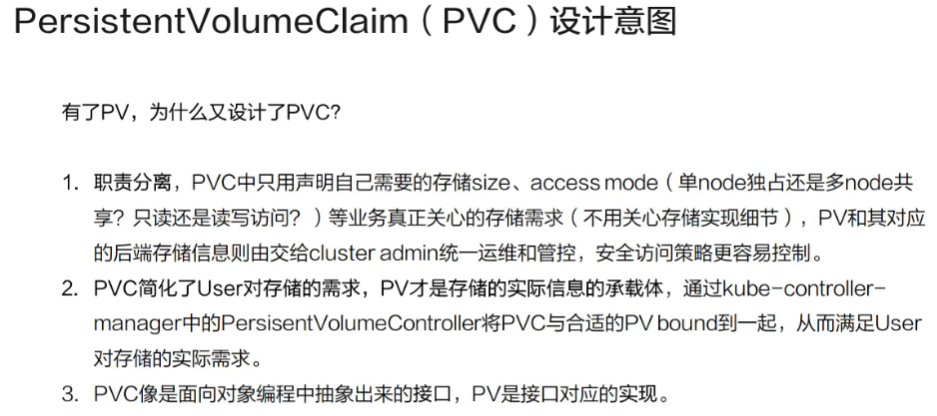 PersistentVolumeClaim（PVC）设计意图
有了PV，为什么又设计了PVC？
1. 职责分离，PVC中只用声明自己需要的存储size、access mode（单node独占还是多node共
享？只读还是读写访问？）等业务真正关心的存储需求（不用关心存储实现细节），PV和其对应
的后端存储信息则由交给cluster admin统一运维和管控，安全访问策略更容易控制。
2. PVC简化了User对存储的需求，PV才是存储的实际信息的承载体，通过kube-controller-
manager中的PersisentVolumeController将PVC与合适的PV bound到一起，从而满足User
对存储的实际需求。
3. PVC像是面向对象编程中抽象出来的接口，PV是接口对应的实现。